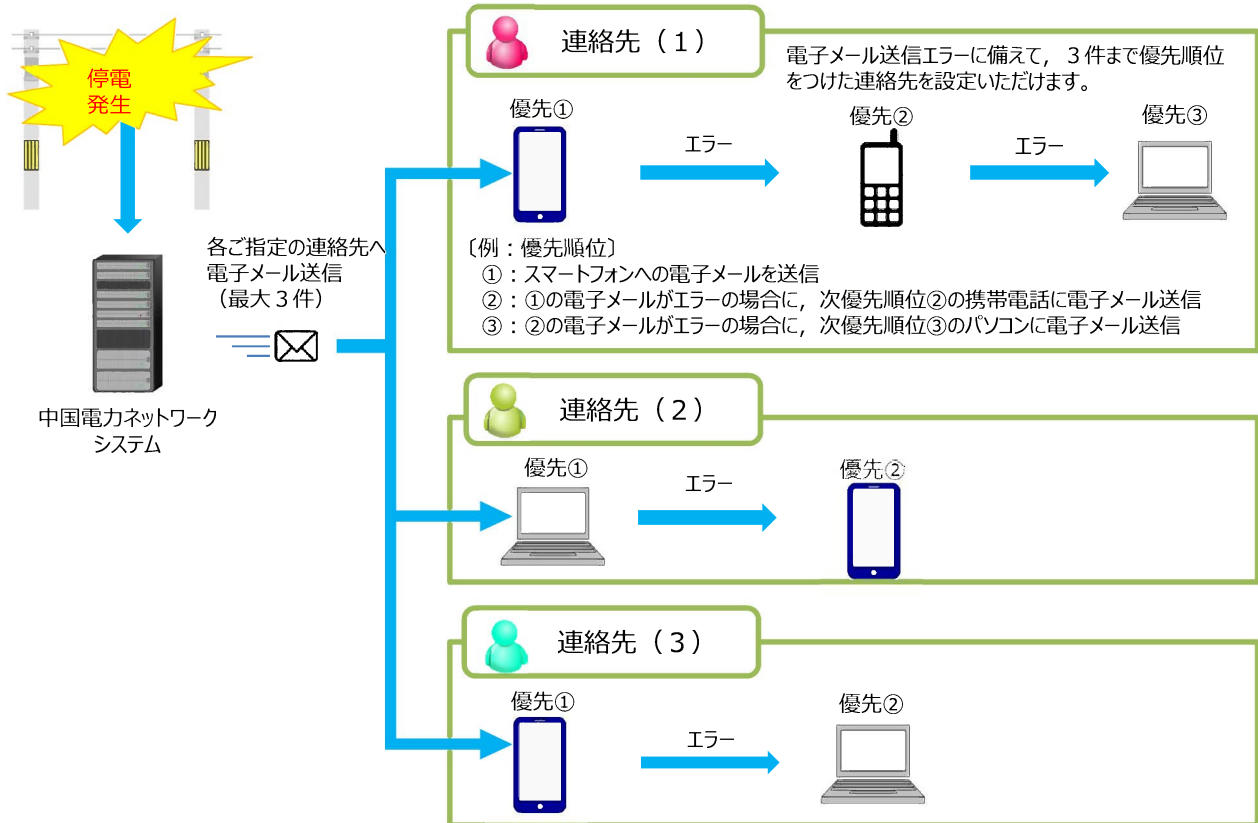 停電
発生
中国電力ネットワーク
システム
各ご指定の連絡先へ
電子メール送信
（最大３件）
連絡先（１）
電子メール送信エラーに備えて，３件まで優先順位
をつけた連絡先を設定いただけます。
優先①
エラー
優先②
エラー
優先③
〔例：優先順位〕
①：スマートフォンへの電子メールを送信
②：①の電子メールがエラーの場合に，次優先順位②の携帯電話に電子メール送信
③：②の電子メールがエラーの場合に，次優先順位③のパソコンに電子メール送信
連絡先（２）
優先①
エラー
優先②
連絡先（３）
優先①
エラー
優先②